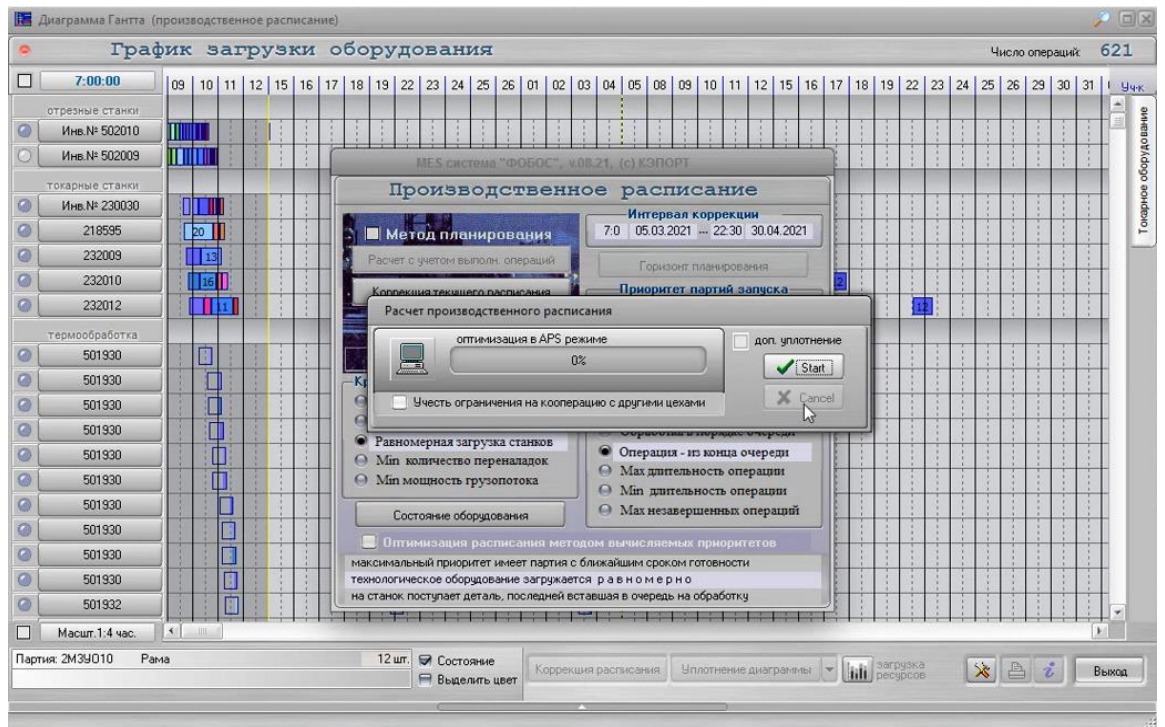 Диаграмма Гантта (производственное расписание)
График загрузки оборудования
Число операций: 621
7:00:00
09 10 11 12 15 16 17 18 19 22 23 24 25 26 01 02 03 04 05 08 09 10 11 12 15 16 17 18 19 22 23 24 25 26 29 30 31
Уч-к
Токарное оборудование
отрезные станки
Инв.№ 502010
Инв.№ 502009
токарные станки
Инв.№ 230030
218595
20
232009
13
232010
16
232012
11
12
термообработка
501930
501930
501930
501930
501930
501930
501930
501930
501930
501930
501932
MES система "ФОБОС", v.08.21, (c) КЭПОРТ
Производственное расписание
Метод планирования
Расчет с учетом выполн. операций
Коррекция текущего расписания
Интервал коррекции
7:0 05.03.2021 --- 22:30 30.04.2021
Горизонт планирования
Приоритет партий запуска
Расчет производственного расписания
оптимизация в APS режиме
0%
доп. уплотнение
Start
Cancel
Учесть ограничения на кооперацию с другими цехами
Равномерная загрузка станков
Min количество переналадок
Min мощность грузопотока
Состояние оборудования
Обработка в порядке очереди
Операция - из конца очереди
Max длительность операции
Min длительность операции
Max незавершенных операций
Оптимизация расписания методом вычисляемых приоритетов
максимальный приоритет имеет партия с ближайшим сроком готовности
технологическое оборудование загружается р а в н о м е р н о
на станок поступает деталь, последней вставшая в очередь на обработку
Масшт.1:4 час.
Партия: 2М3У010 Рама 12 шт.
Состояние
Выделить цвет
Коррекция расписания
Уплотнение диаграммы
загрузка
ресурсов
Выход